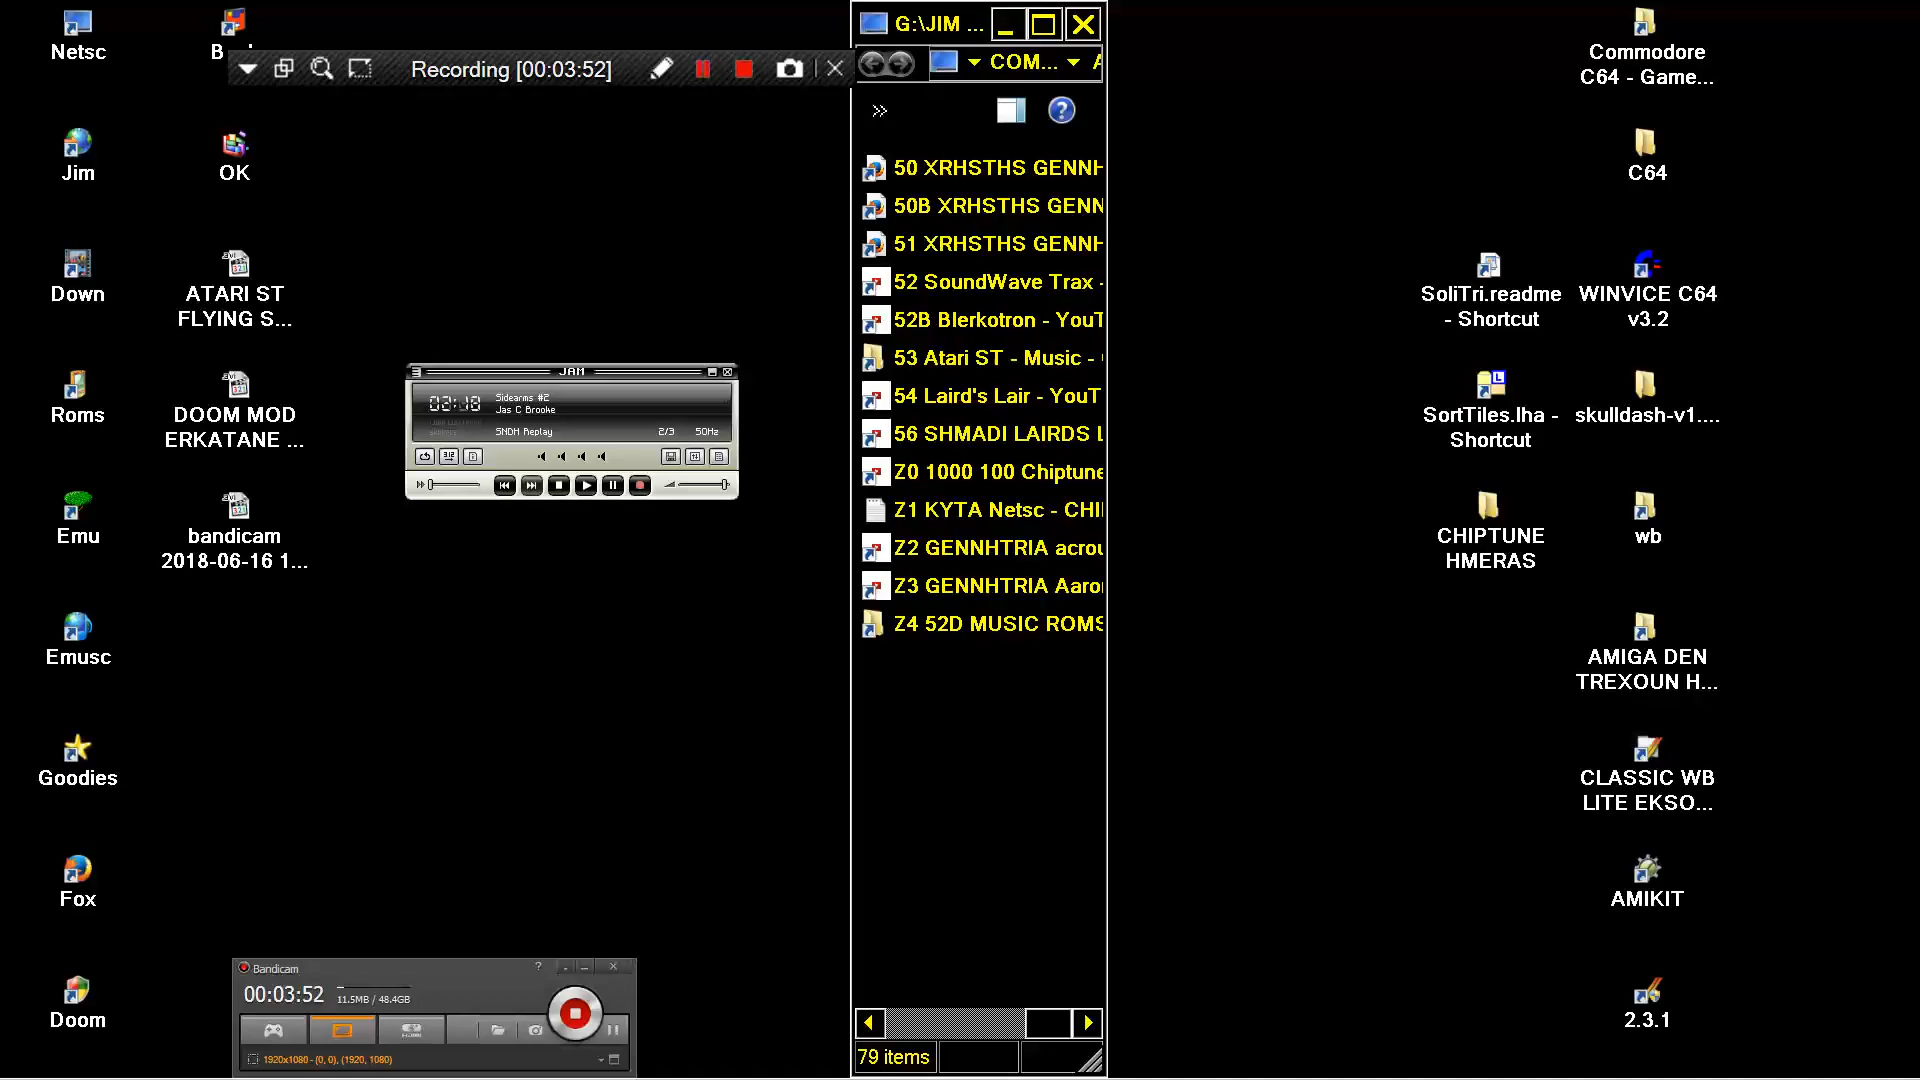 Netsc
Jim
Down
Roms
Emu
Emusc
Goodies
Fox
Doom
OK
ATARI ST
FLYING S...
DOOM MOD
ERKATANE ...
bandicam
2018-06-16 1...
Recording [00:03:52]
JAM
02:18
Sidearms #2
Jas C Brooke
SNDH Replay
2/3
50Hz
Bandicam
00:03:52
11.5MB / 48.4GB
1920x1080 - (0, 0), (1920, 1080)
G:\JIM ...
COM...
50 XRHSTHS GENNH
50B XRHSTHS GENN
51 XRHSTHS GENNH
52 SoundWave Trax -
52B Blerkotron - YouT
53 Atari ST - Music -
54 Laird's Lair - YouT
56 SHMADI LAIRDS L
Z0 1000 100 Chiptune
Z1 KYTA Netsc - CHI
Z2 GENNHTRIA acrou
Z3 GENNHTRIA Aaro
Z4 52D MUSIC ROMS
79 items
SoliTri.readme
- Shortcut
SortTiles.lha -
Shortcut
CHIPTUNE
HMERAS
Commodore
C64 - Game...
C64
WINVICE C64
v3.2
skulldash-v1....
wb
AMIGA DEN
TREXOUN H...
CLASSIC WB
LITE EKSO...
AMIKIT
2.3.1